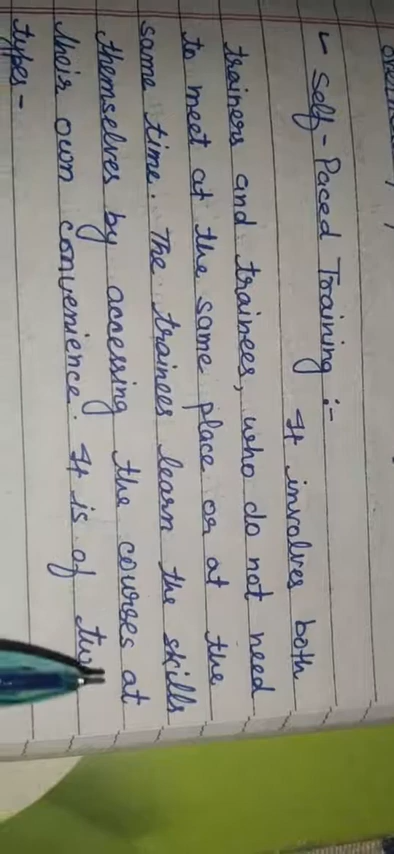 ✓ Self-Paced Training :-
It involves both
trainers and trainees, who do not need
to meet at the same place or at the
same time. The trainees learn the skills
themselves by accessing the courses at
their own convenience. It is of two
types-